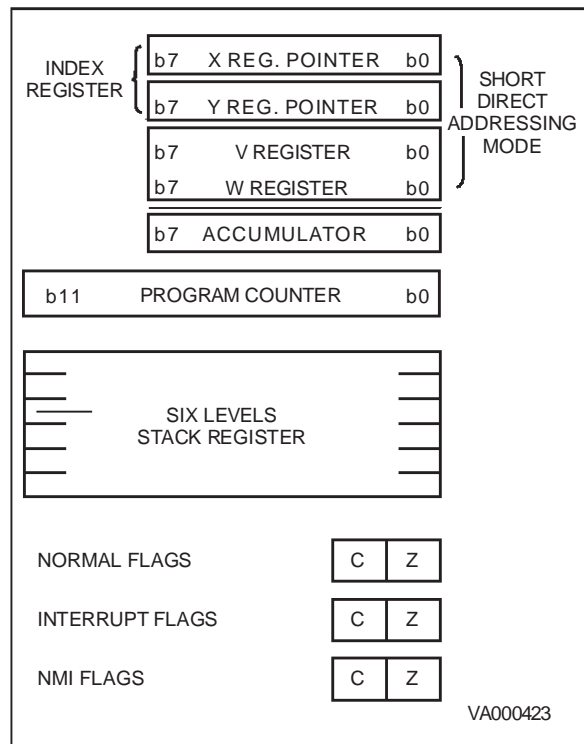 INDEX
REGISTER
b7 X REG. POINTER b0
b7 Y REG. POINTER b0
SHORT
DIRECT
ADDRESSING
MODE
b7 V REGISTER b0
b7 W REGISTER b0
b7 ACCUMULATOR b0
b11 PROGRAM COUNTER b0
SIX LEVELS
STACK REGISTER
NORMAL FLAGS C Z
INTERRUPT FLAGS C Z
NMI FLAGS C Z
VA000423